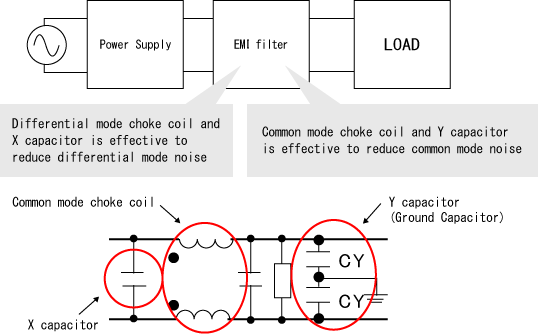 Power Supply
EMI filter
LOAD
Differential mode choke coil and
X capacitor is effective to
reduce differential mode noise
Common mode choke coil and Y capacitor
is effective to reduce common mode noise
Common mode choke coil
Y capacitor
(Ground Capacitor)
CY
CY
X capacitor